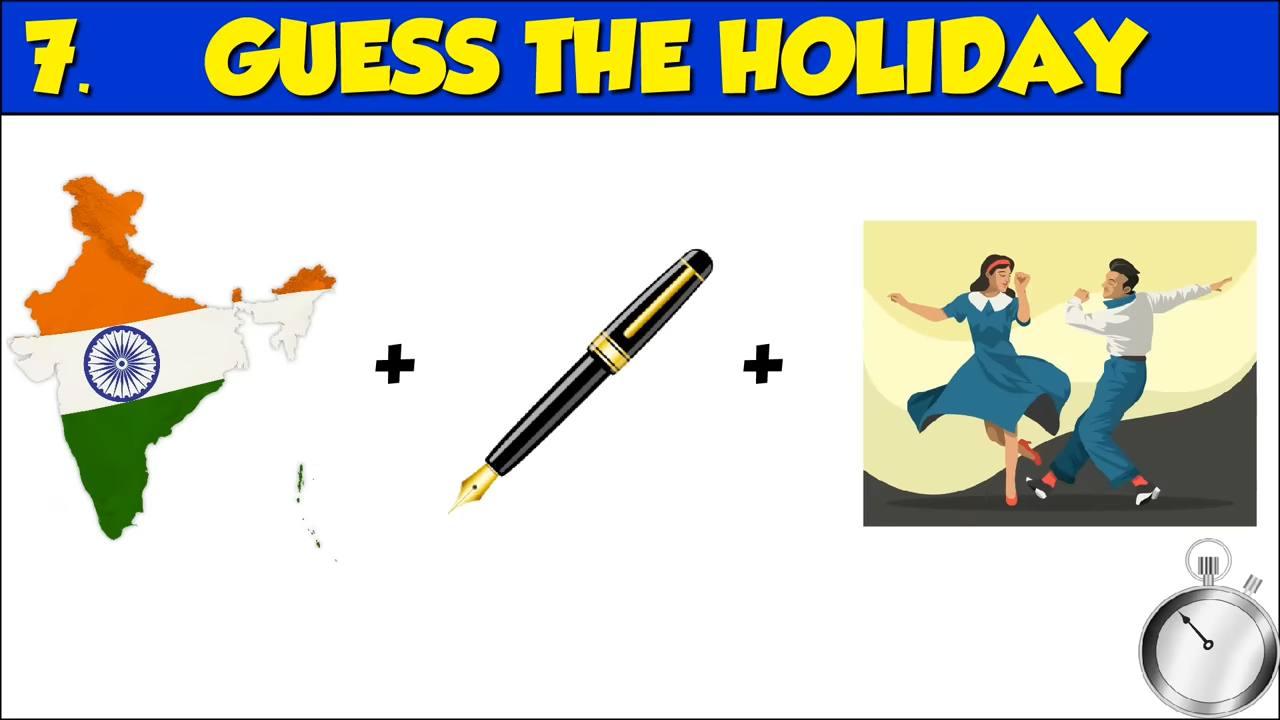 7. GUESS THE HOLIDAY
+ +